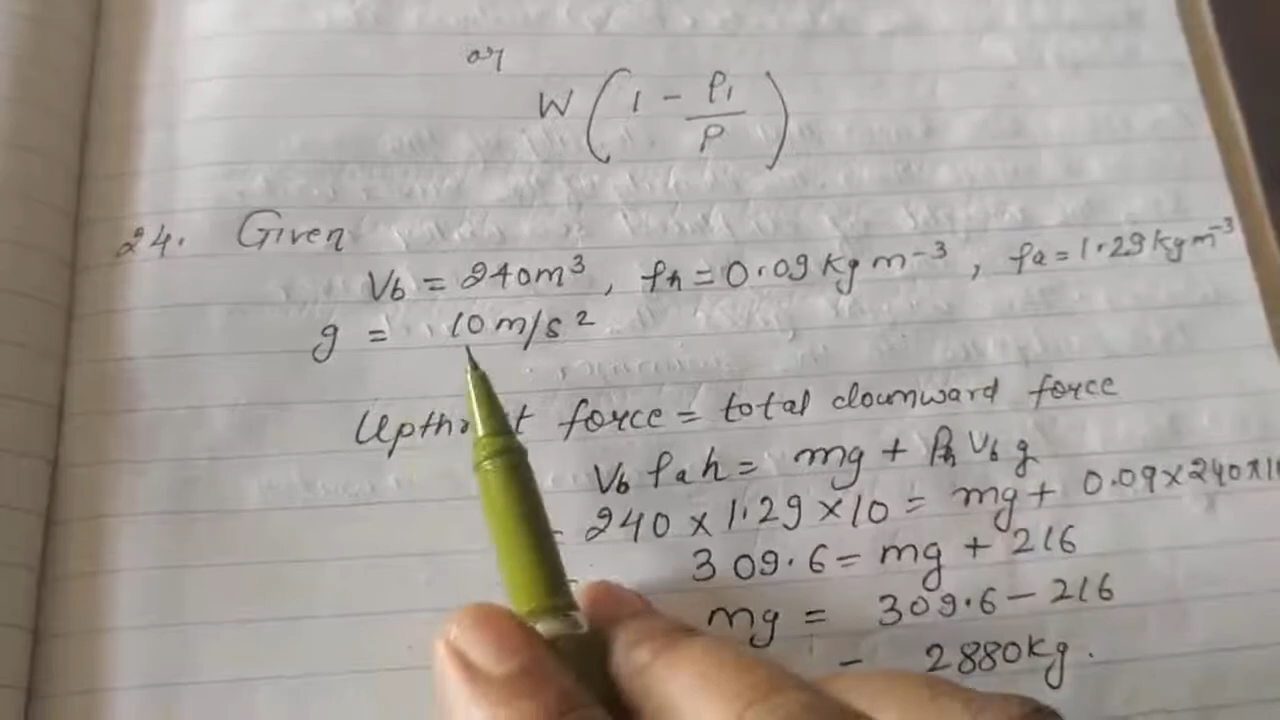 or
W (1 - ρ₁/ρ)
24. Given
Vb = 240m³, ρh = 0.09 kg m⁻³, ρa = 1.29 kg m⁻³
g = 10 m/s²
force = total downward force
Vb ρa h = mg + ρh Vb g
240 × 1.29 × 10 = mg + 0.09×240×1
309.6 = mg + 216
mg = 309.6 - 216
- 2880kg.